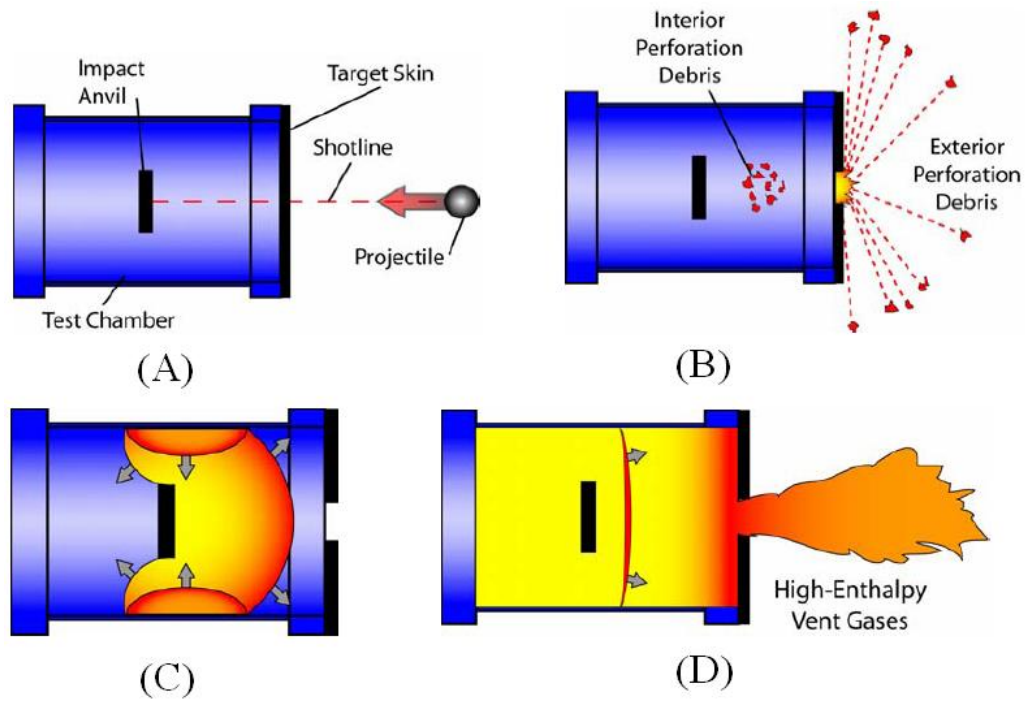 Impact
Anvil
Target Skin
Shotline
Projectile
Test Chamber
(A)
Interior
Perforation
Debris
Exterior
Perforation
Debris
(B)
(C)
High-Enthalpy
Vent Gases
(D)